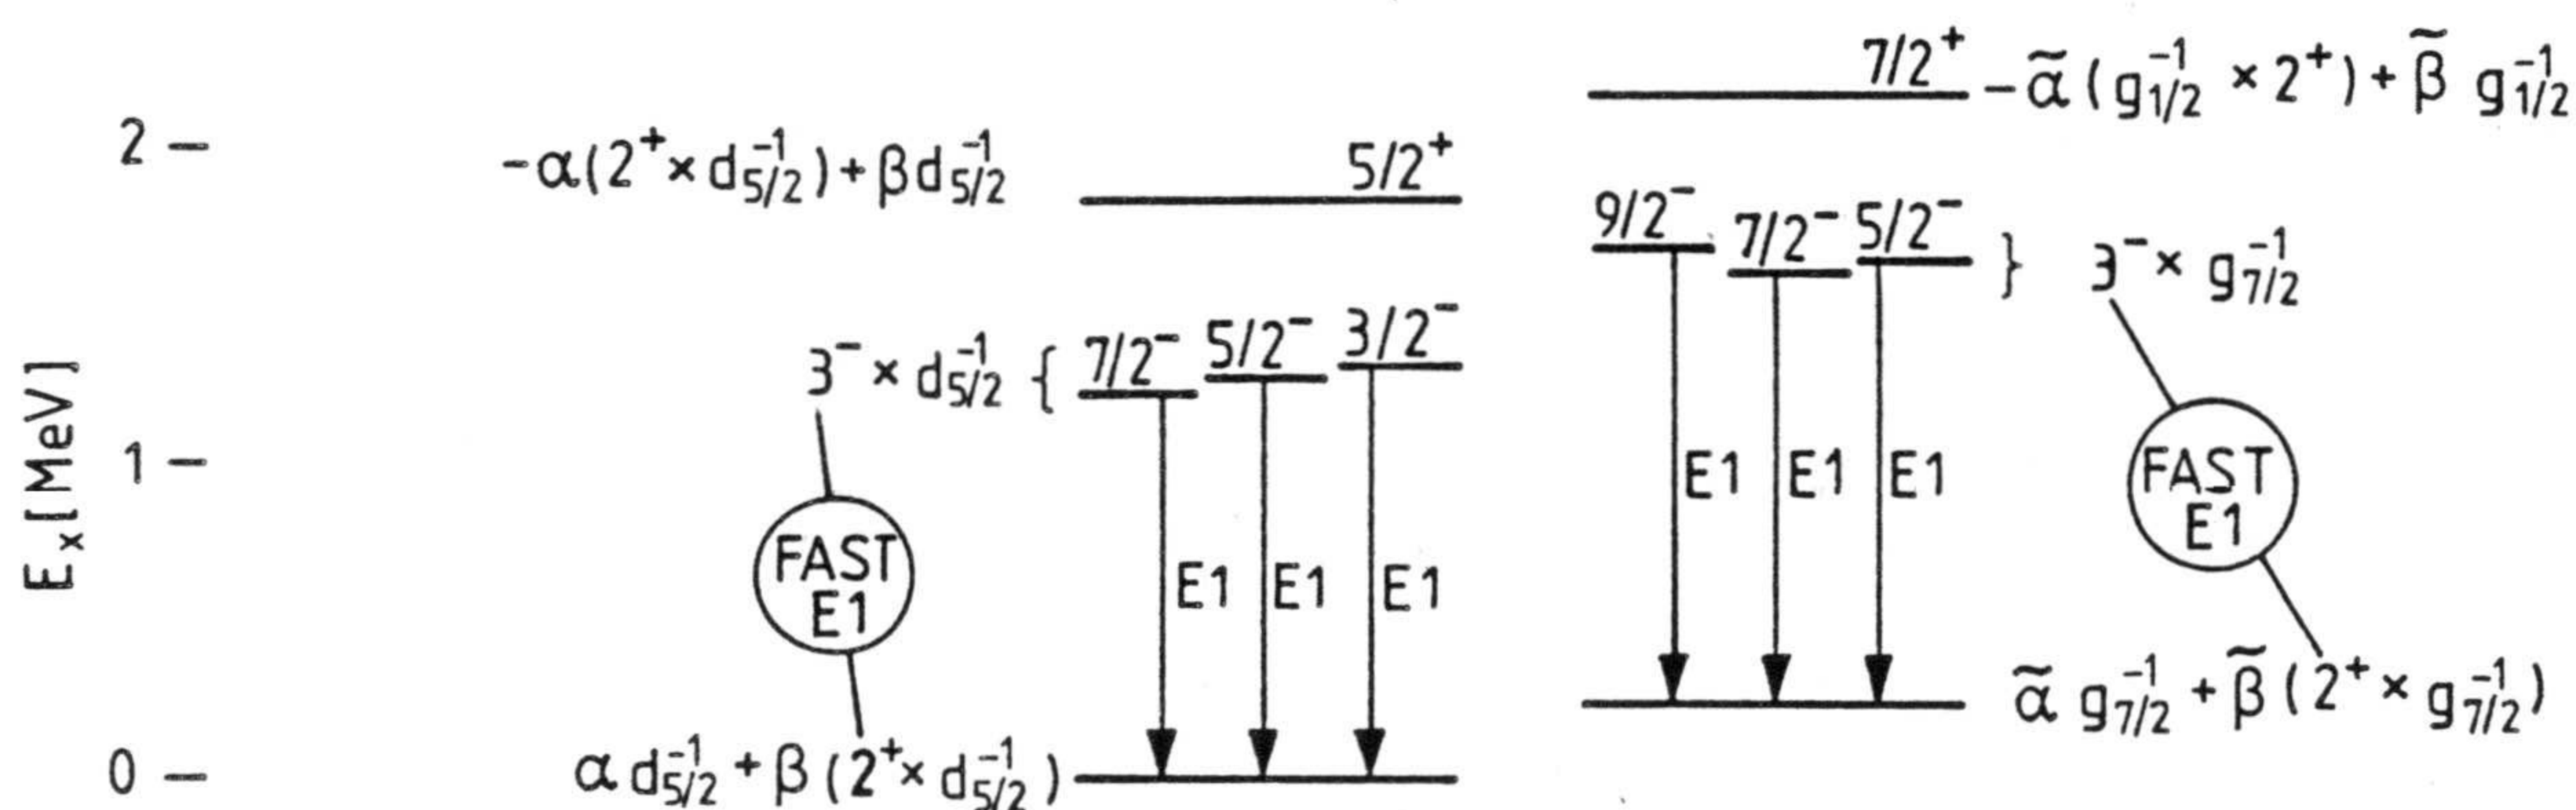 7/2⁺ -α̃ (g₁/₂⁻¹ × 2⁺) + β̃ g₁/₂⁻¹
2 –
-α(2⁺ × d₅/₂⁻¹) + βd₅/₂⁻¹ 5/2⁺
9/2⁻ 7/2⁻ 5/2⁻ } 3⁻ × g₇/₂⁻¹
3⁻ × d₅/₂⁻¹ { 7/2⁻ 5/2⁻ 3/2⁻
Eₓ [MeV]
1 –
E1 E1 E1
FAST
E1
FAST
E1
E1 E1 E1
α̃ g₇/₂⁻¹ + β̃ (2⁺ × g₇/₂⁻¹)
0 –
α d₅/₂⁻¹ + β (2⁺ × d₅/₂⁻¹)